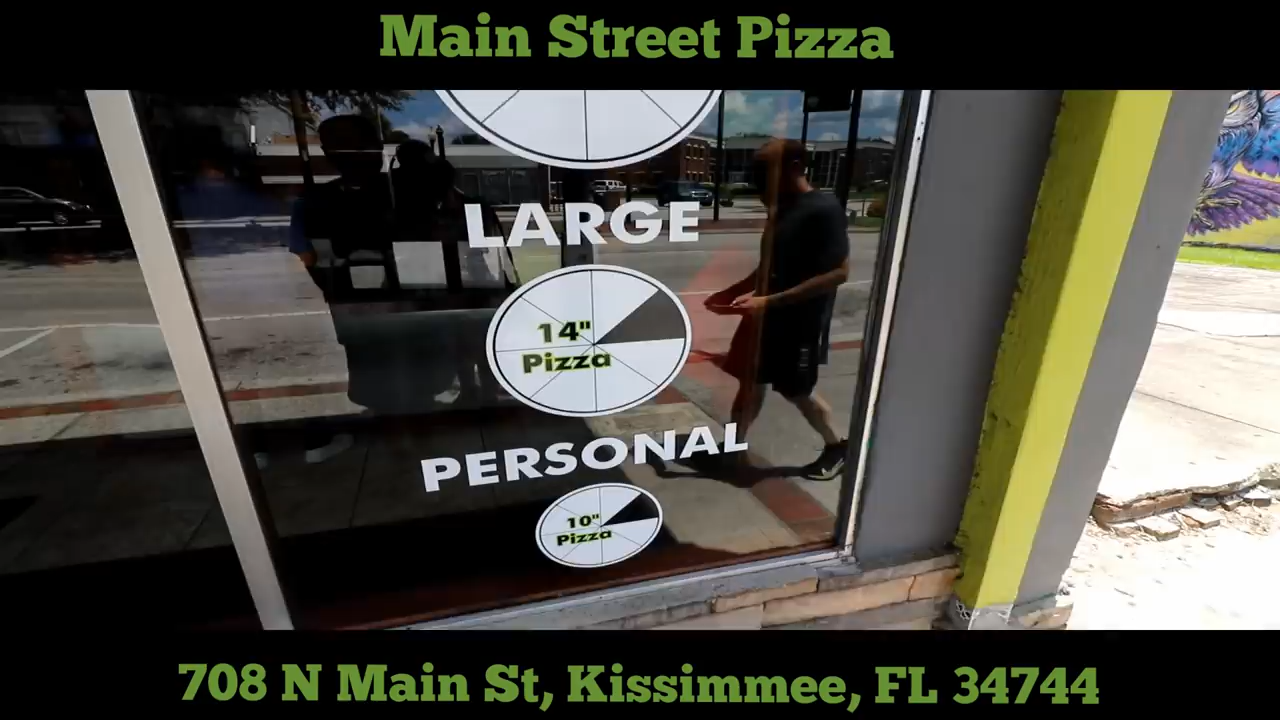 Main Street Pizza
LARGE
14"
Pizza
PERSONAL
10"
Pizza
708 N Main St, Kissimmee, FL 34744